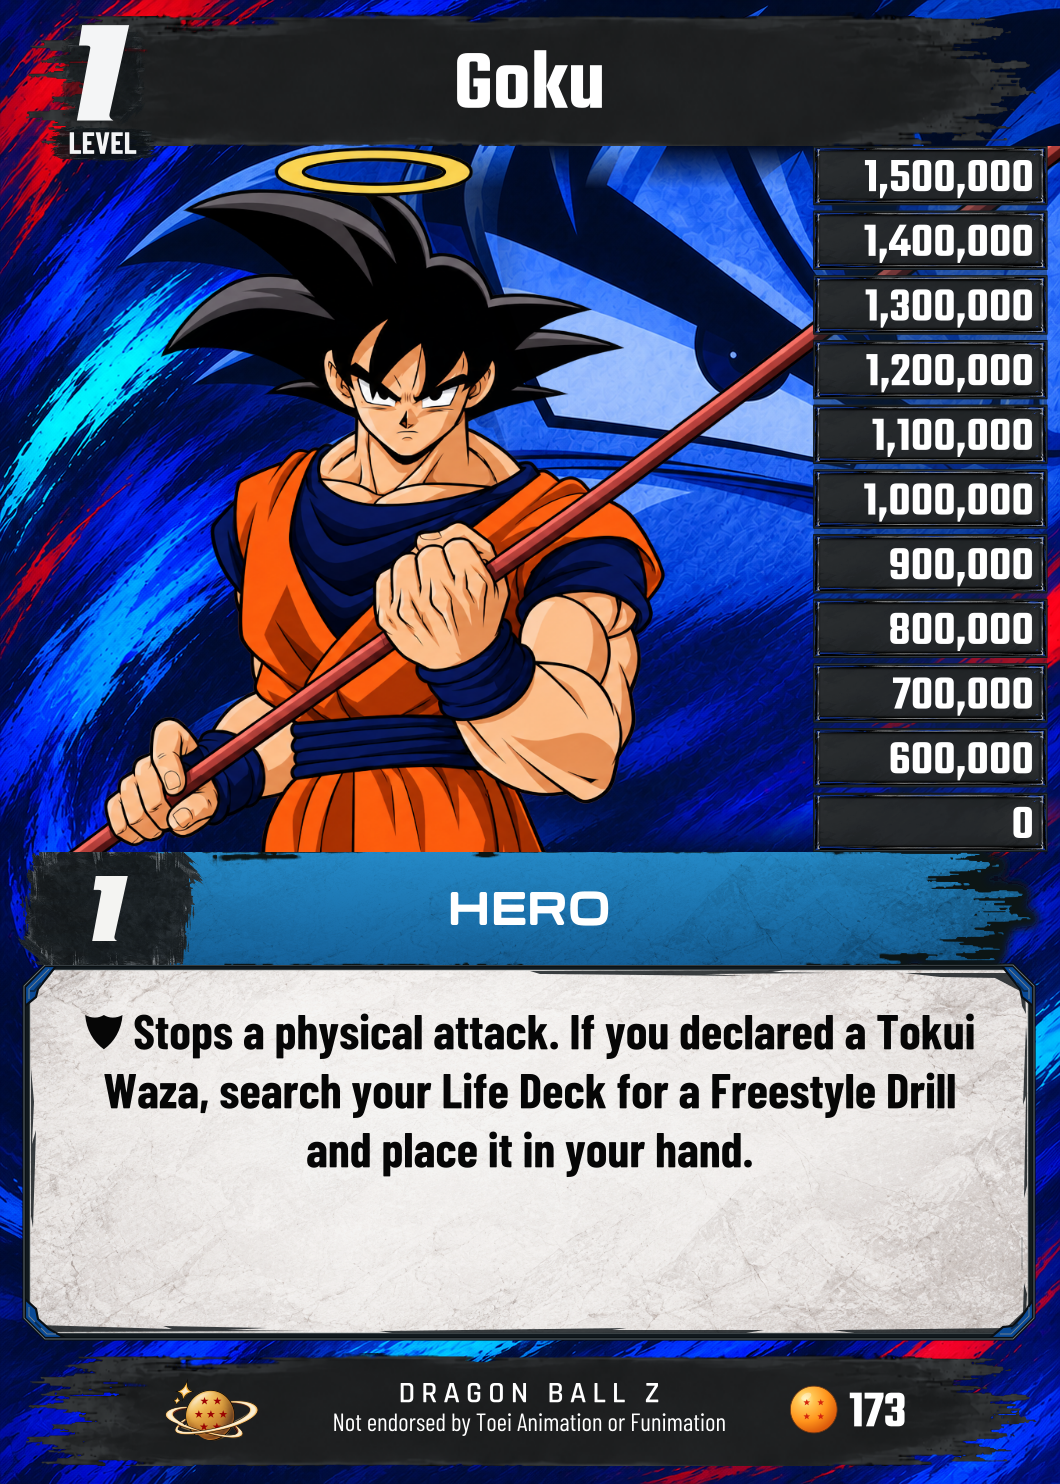 1
LEVEL
Goku
1,500,000
1,400,000
1,300,000
1,200,000
1,100,000
1,000,000
900,000
800,000
700,000
600,000
0
1
HERO
Stops a physical attack. If you declared a Tokui
Waza, search your Life Deck for a Freestyle Drill
and place it in your hand.
DRAGON BALL Z
Not endorsed by Toei Animation or Funimation
173